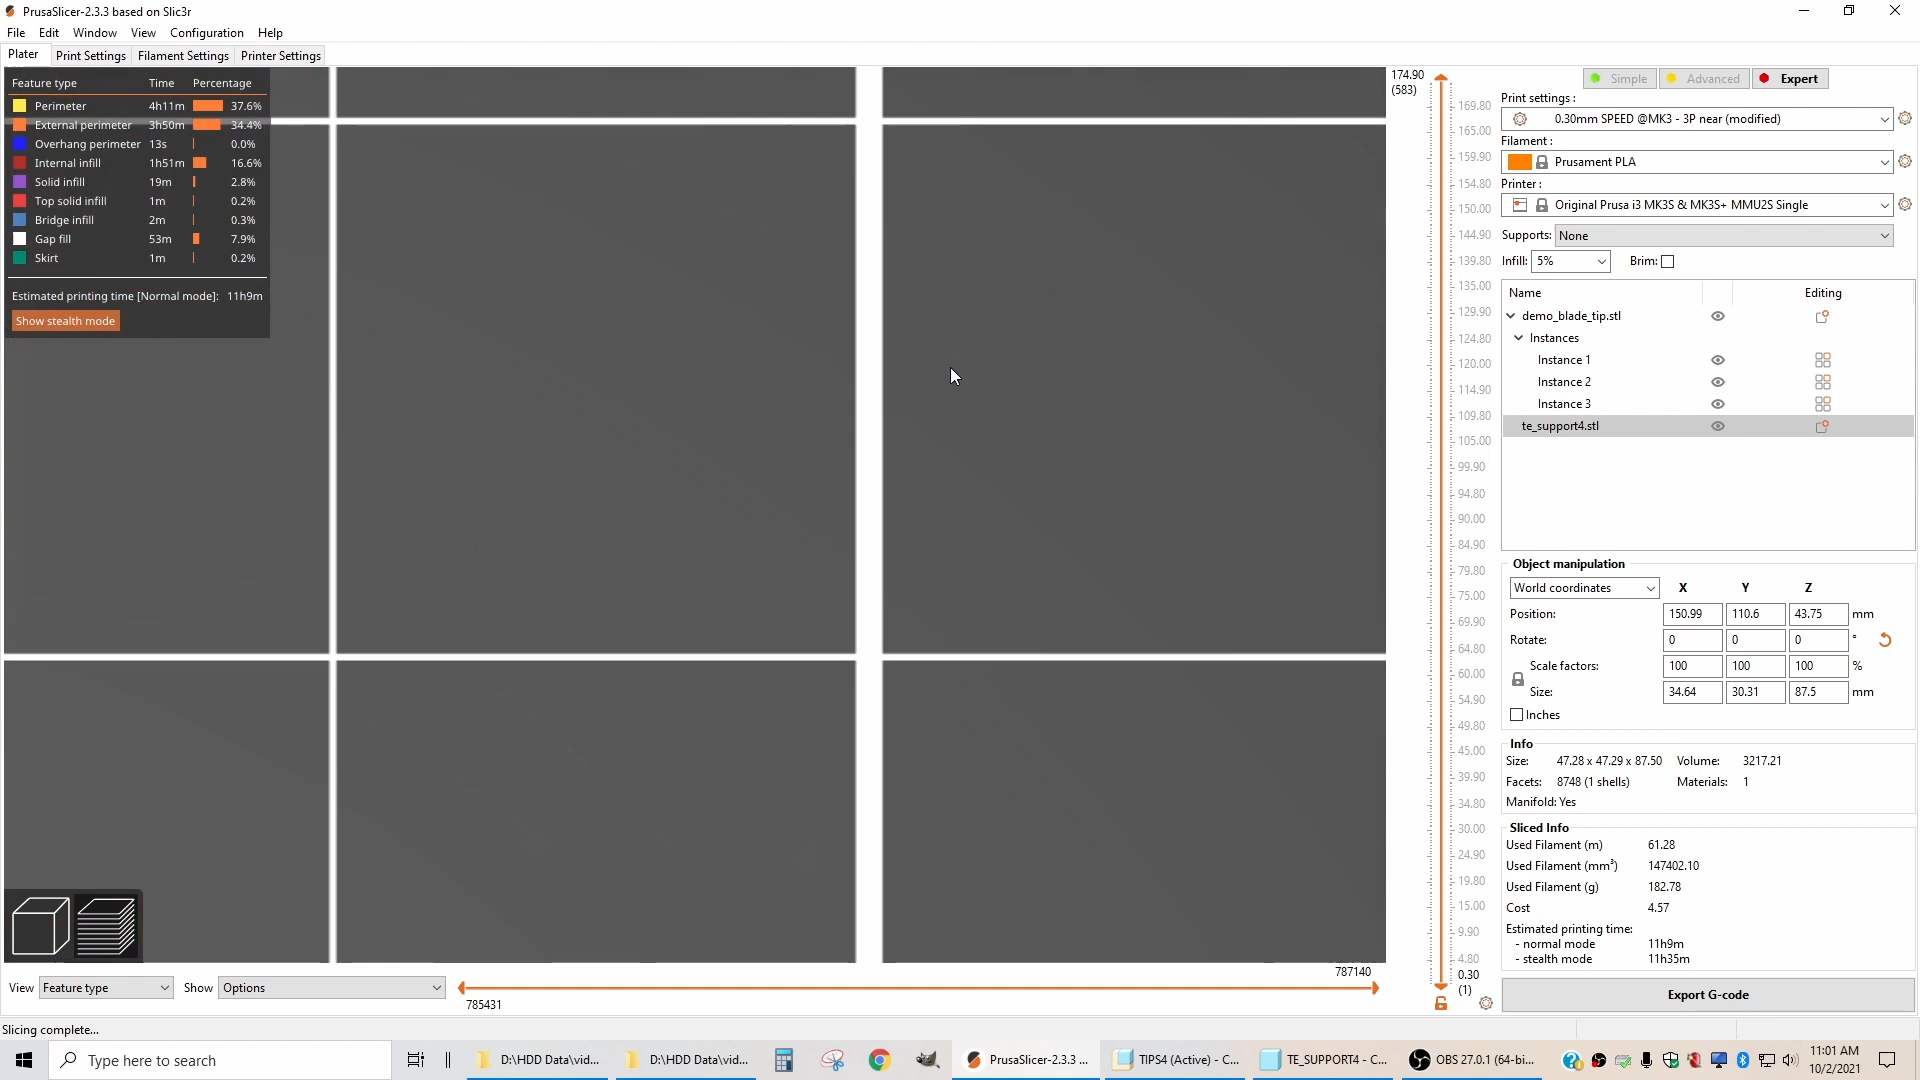 PrusaSlicer-2.3.3 based on Slic3r
File Edit Window View Configuration Help
Plater Print Settings Filament Settings Printer Settings
Feature type Time Percentage
Perimeter 4h11m 37.6%
External perimeter 3h50m 34.4%
Overhang perimeter 13s 0.0%
Internal infill 1h51m 16.6%
Solid infill 19m 2.8%
Top solid infill 1m 0.2%
Bridge infill 2m 0.3%
Gap fill 53m 7.9%
Skirt 1m 0.2%
Estimated printing time [Normal mode]: 11h9m
Show stealth mode
174.90
(583)
169.80
165.00
159.90
154.80
150.00
144.90
139.80
135.00
129.90
124.80
120.00
114.90
109.80
105.00
99.90
94.80
90.00
84.90
79.80
75.00
69.90
64.80
60.00
54.90
49.80
45.00
39.90
34.80
30.00
24.90
19.80
15.00
9.90
4.80
0.30
(1)
Simple Advanced Expert
Print settings :
0.30mm SPEED @MK3 - 3P near (modified)
Filament :
Prusament PLA
Printer :
Original Prusa i3 MK3S & MK3S+ MMU2S Single
Supports: None
Infill: 5% Brim:
Name Editing
demo_blade_tip.stl
Instances
Instance 1
Instance 2
Instance 3
te_support4.stl
Object manipulation
World coordinates X Y Z
Position: 150.99 110.6 43.75 mm
Rotate: 0 0 0 °
Scale factors: 100 100 100 %
Size: 34.64 30.31 87.5 mm
Inches
Info
Size: 47.28 x 47.29 x 87.50 Volume: 3217.21
Facets: 8748 (1 shells) Materials: 1
Manifold: Yes
Sliced Info
Used Filament (m) 61.28
Used Filament (mm³) 147402.10
Used Filament (g) 182.78
Cost 4.57
Estimated printing time:
- normal mode 11h9m
- stealth mode 11h35m
Export G-code
787140
View Feature type Show Options
785431
Slicing complete...
Type here to search
D:\HDD Data\vid...
D:\HDD Data\vid...
PrusaSlicer-2.3.3 ...
TIPS4 (Active) - C...
TE_SUPPORT4 - C...
OBS 27.0.1 (64-bi...
11:01 AM
10/2/2021